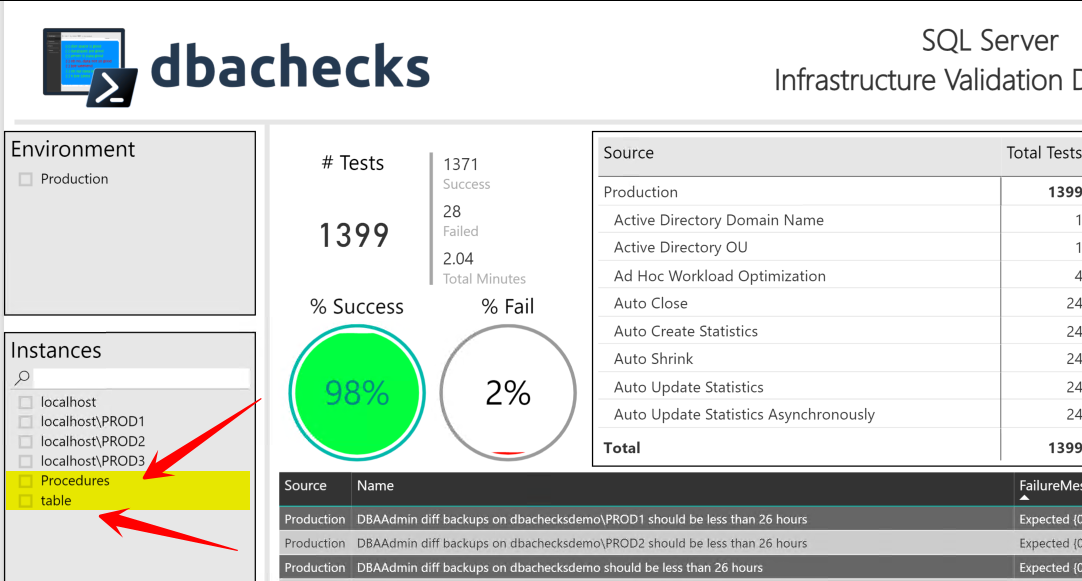 dbachecks
SQL Server
Infrastructure Validation D
Environment
Production
Instances
localhost
localhost\PROD1
localhost\PROD2
localhost\PROD3
Procedures
table
# Tests
1399
1371
Success
28
Failed
2.04
Total Minutes
% Success
98%
% Fail
2%
Source Total Tests
Production 1399
Active Directory Domain Name 1
Active Directory OU 1
Ad Hoc Workload Optimization 4
Auto Close 24
Auto Create Statistics 24
Auto Shrink 24
Auto Update Statistics 24
Auto Update Statistics Asynchronously 24
Total 1399
Source Name FailureMes
Production DBAAdmin diff backups on dbachecksdemo\PROD1 should be less than 26 hours Expected {0
Production DBAAdmin diff backups on dbachecksdemo\PROD2 should be less than 26 hours Expected {0
Production DBAAdmin diff backups on dbachecksdemo should be less than 26 hours Expected {0